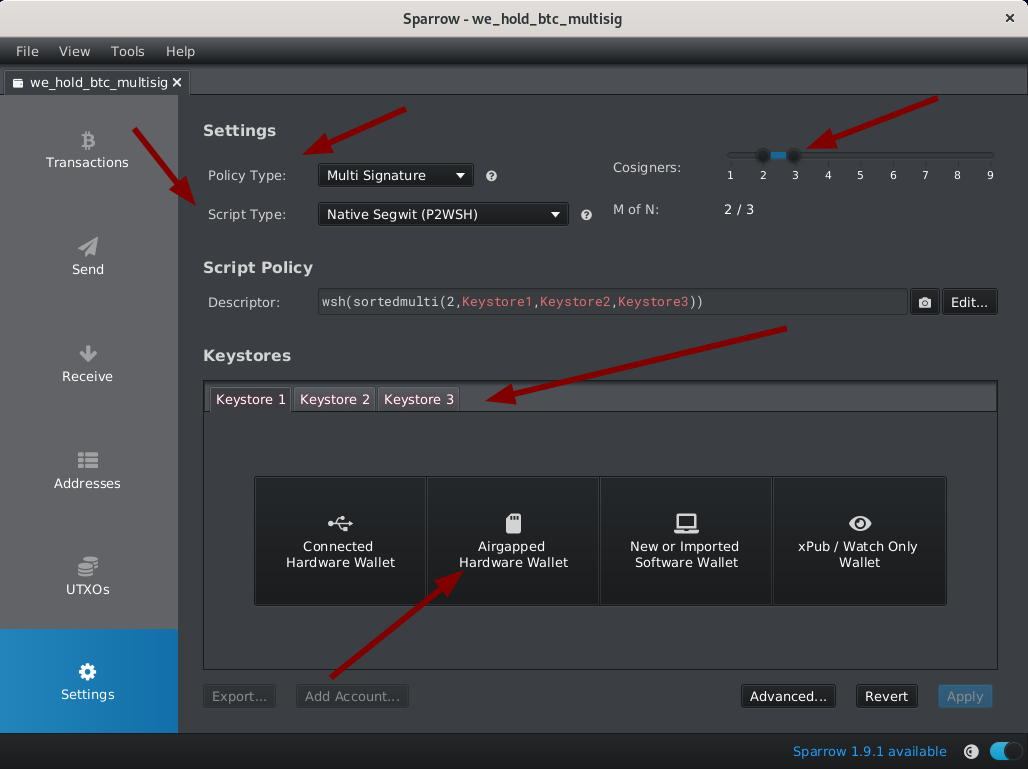 Sparrow - we_hold_btc_multisig
File View Tools Help
we_hold_btc_multisig
Transactions
Send
Receive
Addresses
UTXOs
Settings
Settings
Policy Type: Multi Signature
Script Type: Native Segwit (P2WSH)
Cosigners:
1 2 3 4 5 6 7 8 9
M of N: 2 / 3
Script Policy
Descriptor: wsh(sortedmulti(2,Keystore1,Keystore2,Keystore3)) Edit...
Keystores
Keystore 1 Keystore 2 Keystore 3
Connected
Hardware Wallet
Airgapped
Hardware Wallet
New or Imported
Software Wallet
xPub / Watch Only
Wallet
Export... Add Account... Advanced... Revert Apply
Sparrow 1.9.1 available